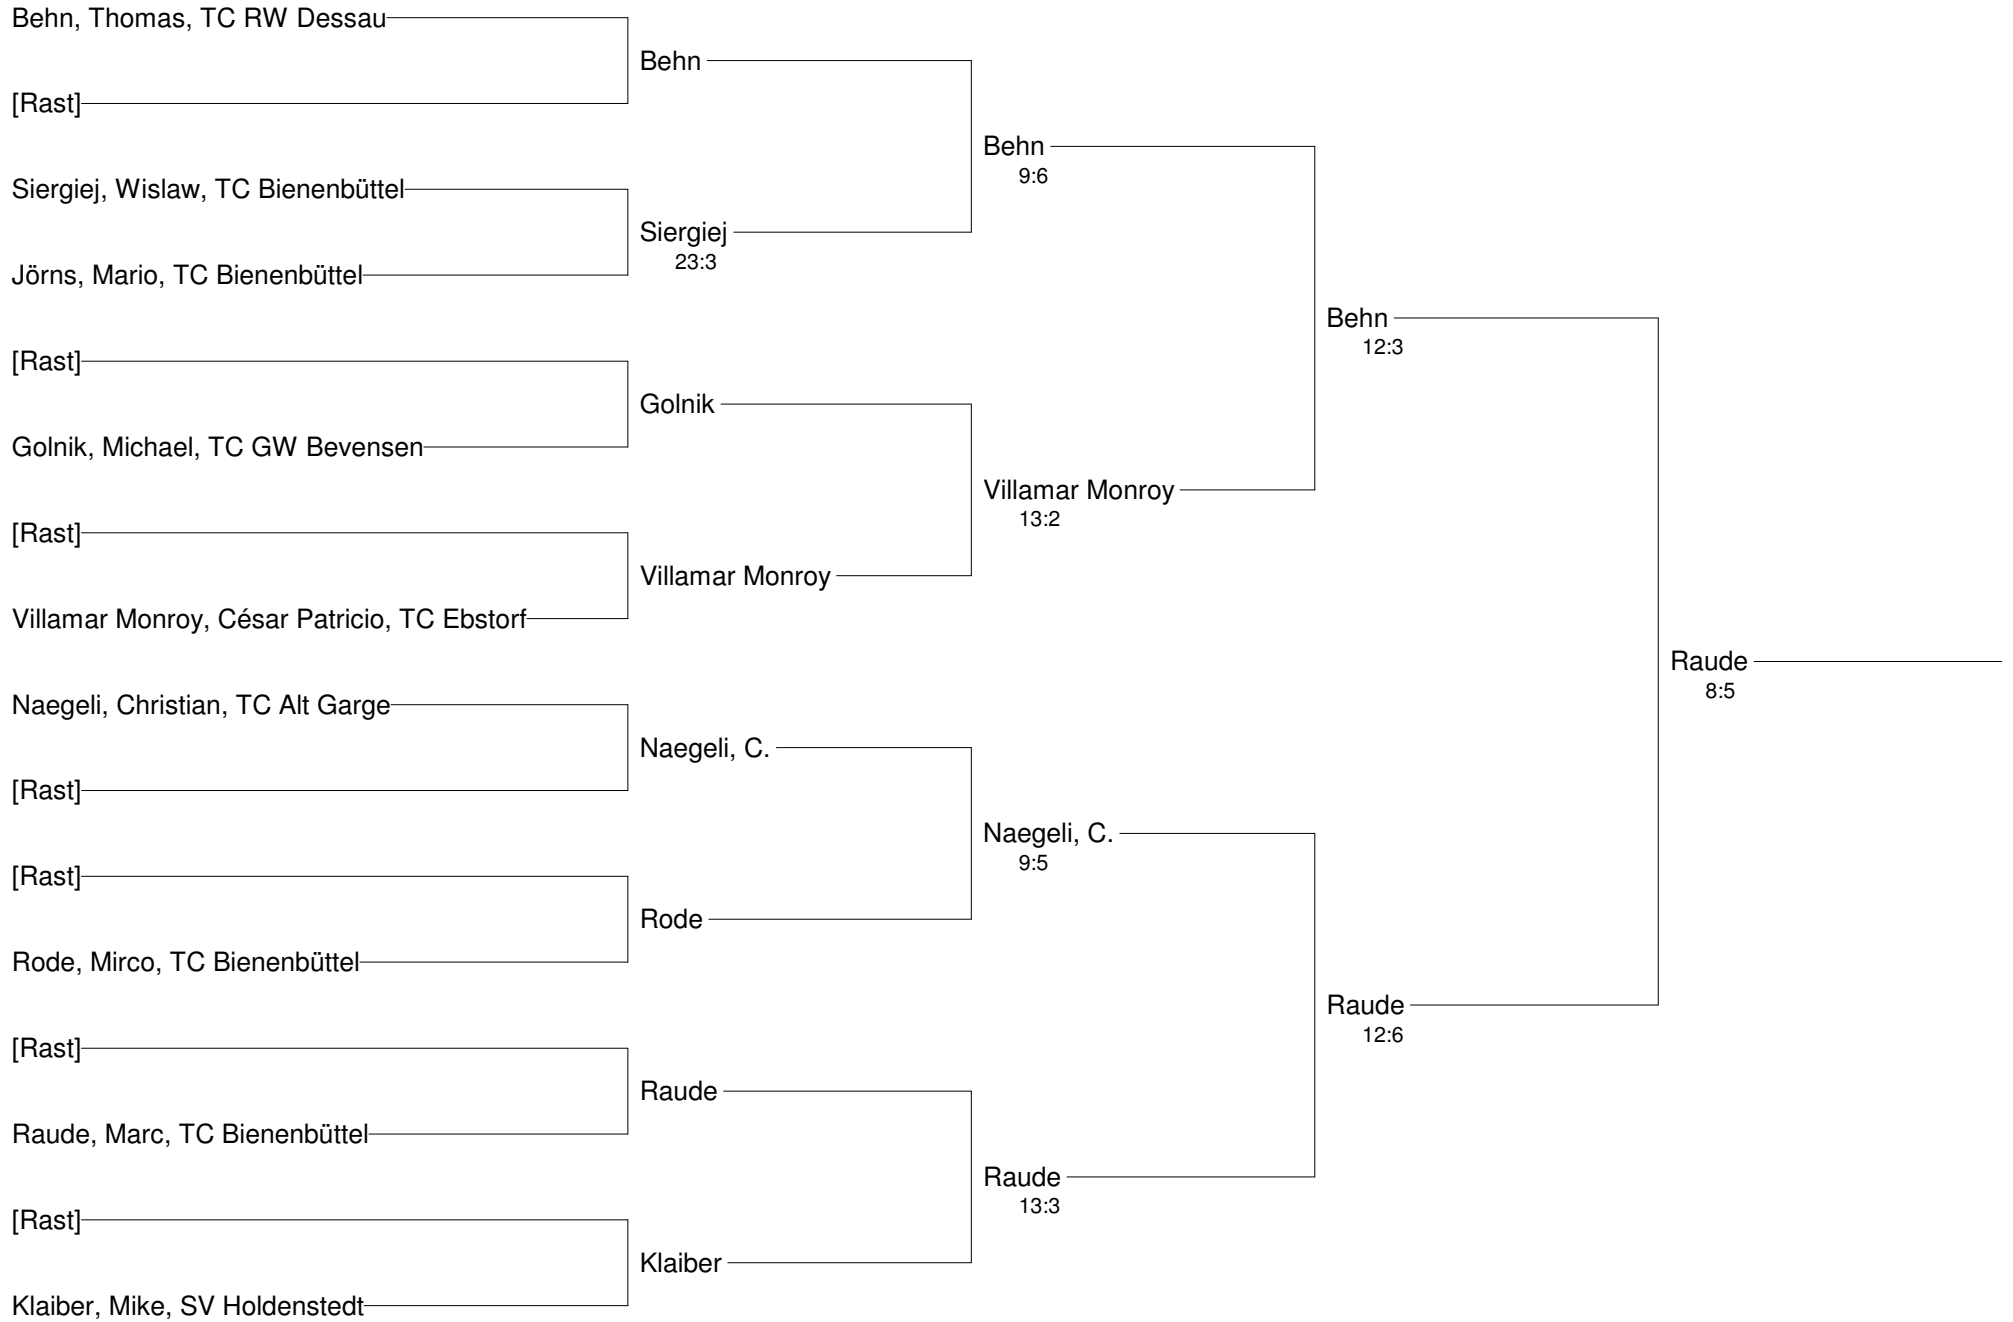 Behn, Thomas, TC RW Dessau
[Rast]
Siergiej, Wislaw, TC Bienenbüttel
Jörns, Mario, TC Bienenbüttel
[Rast]
Golnik, Michael, TC GW Bevensen
[Rast]
Villamar Monroy, César Patricio, TC Ebstorf
Naegeli, Christian, TC Alt Garge
[Rast]
[Rast]
Rode, Mirco, TC Bienenbüttel
[Rast]
Raude, Marc, TC Bienenbüttel
[Rast]
Klaiber, Mike, SV Holdenstedt
Behn
Siergiej
23:3
Golnik
Villamar Monroy
Naegeli, C.
Rode
Raude
Klaiber
Behn
9:6
Villamar Monroy
13:2
Naegeli, C.
9:5
Raude
13:3
Behn
12:3
Raude
12:6
Raude
8:5